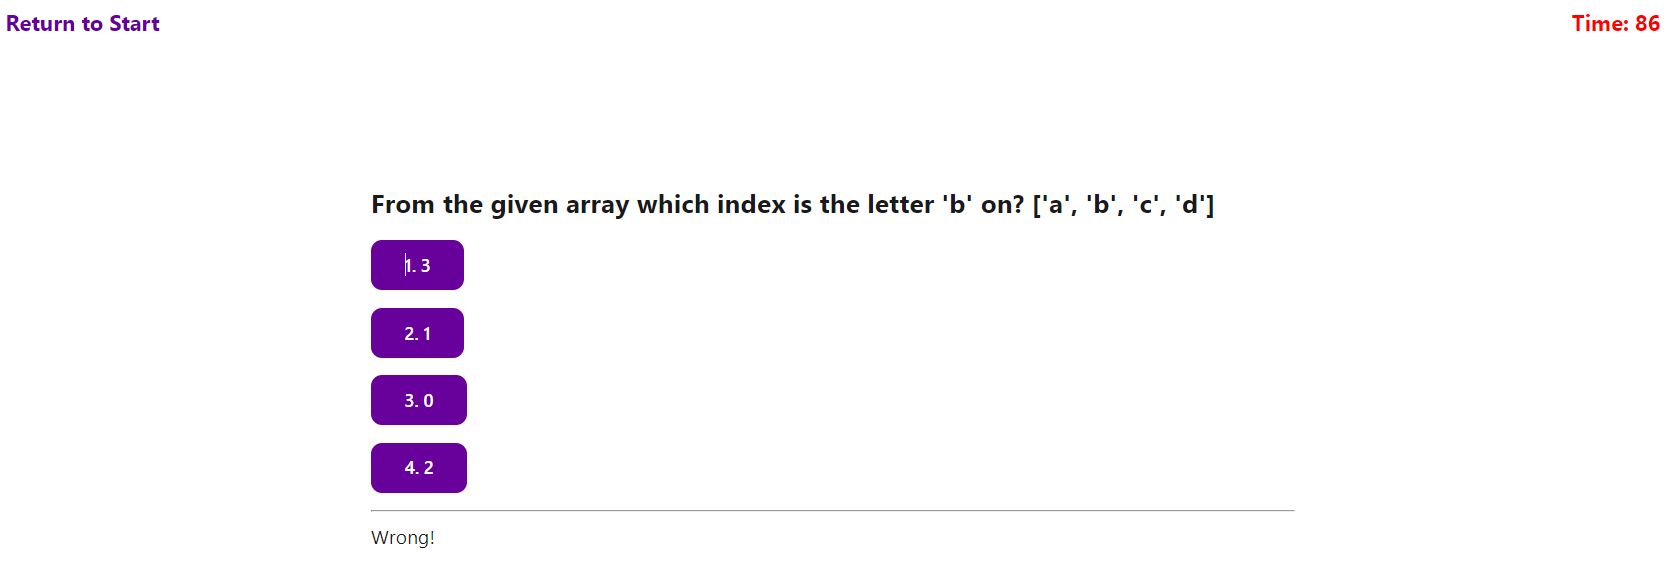 Return to Start
Time: 86
From the given array which index is the letter 'b' on? ['a', 'b', 'c', 'd']
1. 3
2. 1
3. 0
4. 2
Wrong!